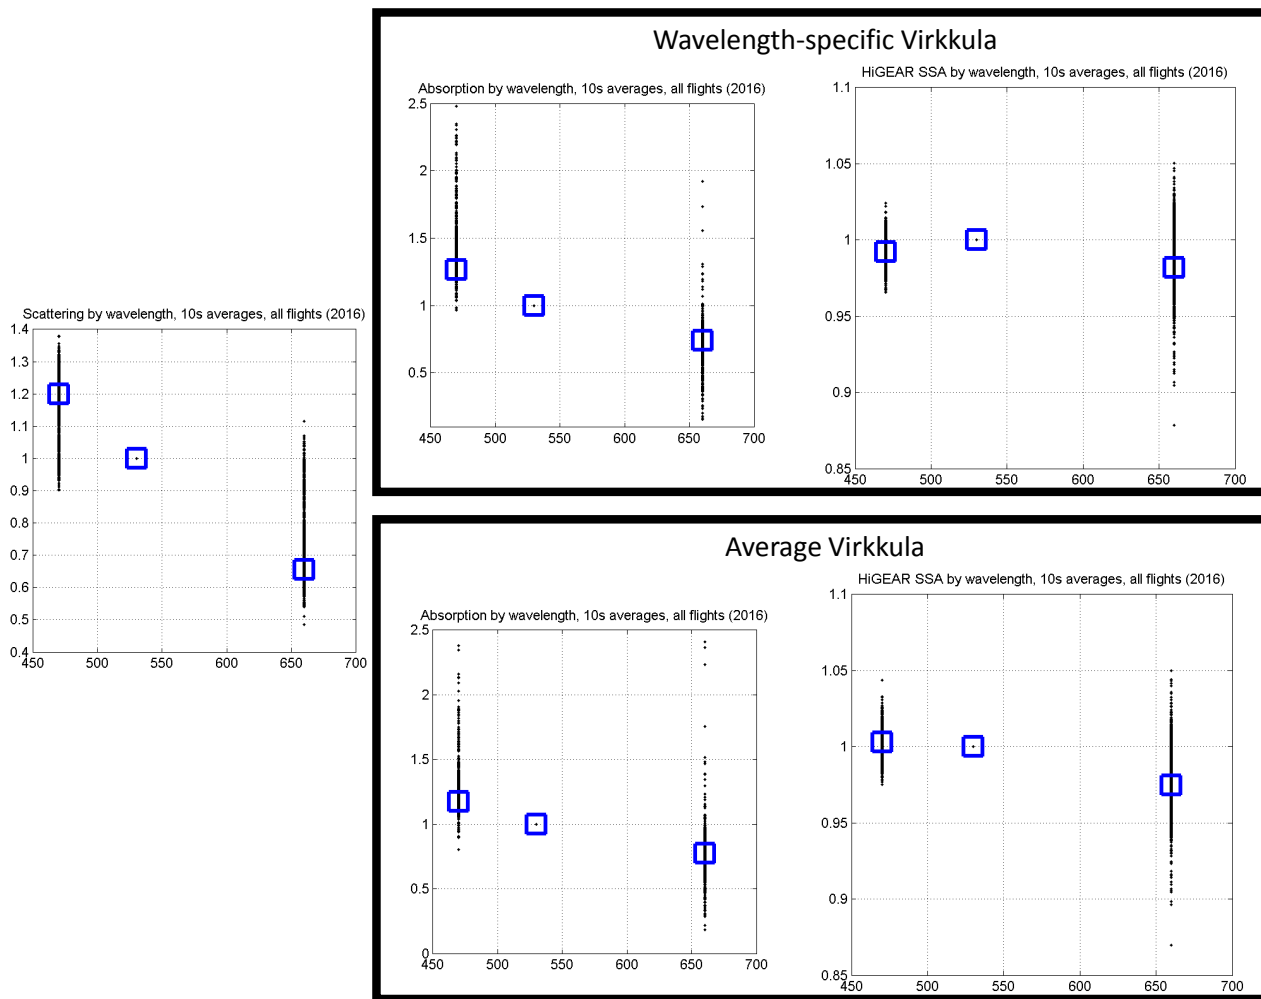 Wavelength-specific Virkkula
Absorption by wavelength, 10s averages, all flights (2016)
2.5
2
1.5
1
0.5
450 500 550 600 650 700
HiGEAR SSA by wavelength, 10s averages, all flights (2016)
1.1
1.05
1
0.95
0.9
0.85
450 500 550 600 650 700
Scattering by wavelength, 10s averages, all flights (2016)
1.4
1.3
1.2
1.1
1
0.9
0.8
0.7
0.6
0.5
0.4
450 500 550 600 650 700
Average Virkkula
Absorption by wavelength, 10s averages, all flights (2016)
2.5
2
1.5
1
0.5
0
450 500 550 600 650 700
HiGEAR SSA by wavelength, 10s averages, all flights (2016)
1.1
1.05
1
0.95
0.9
0.85
450 500 550 600 650 700